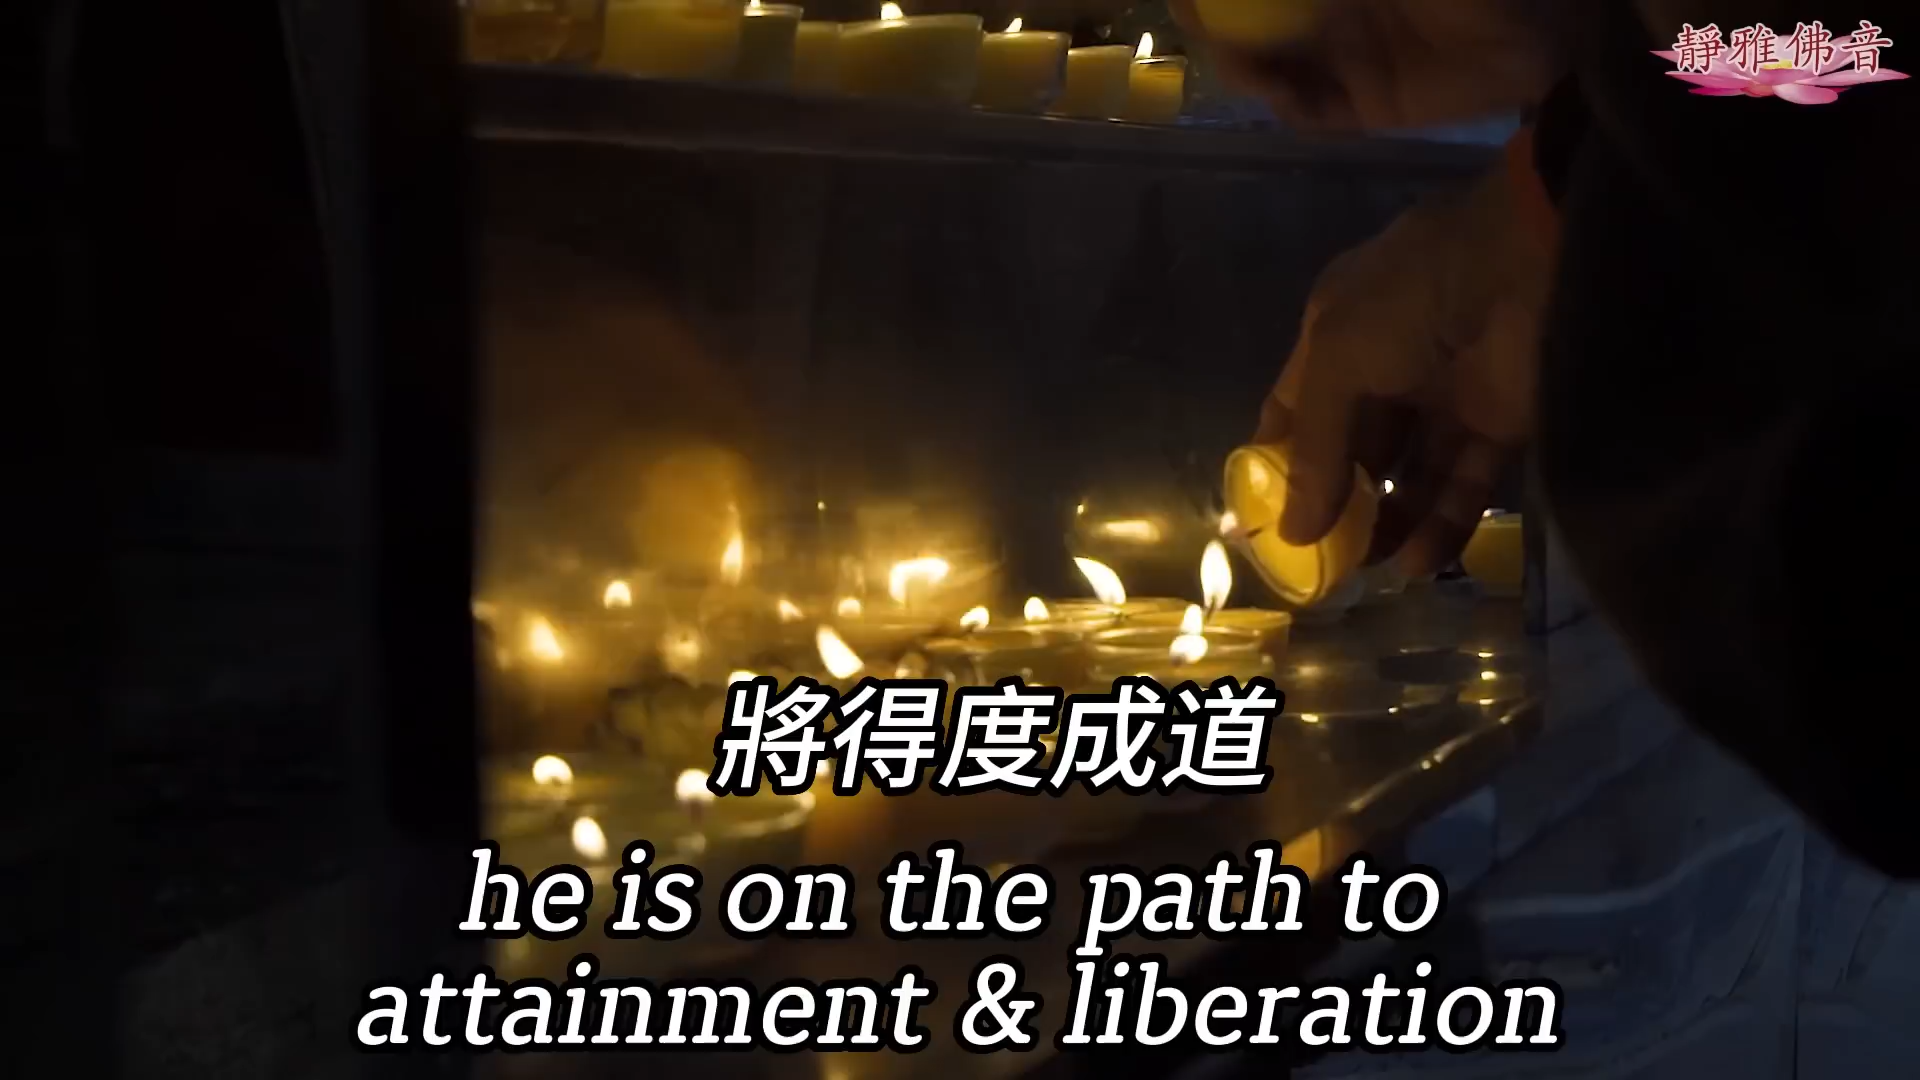 靜雅佛音
將得度成道
he is on the path to
attainment & liberation